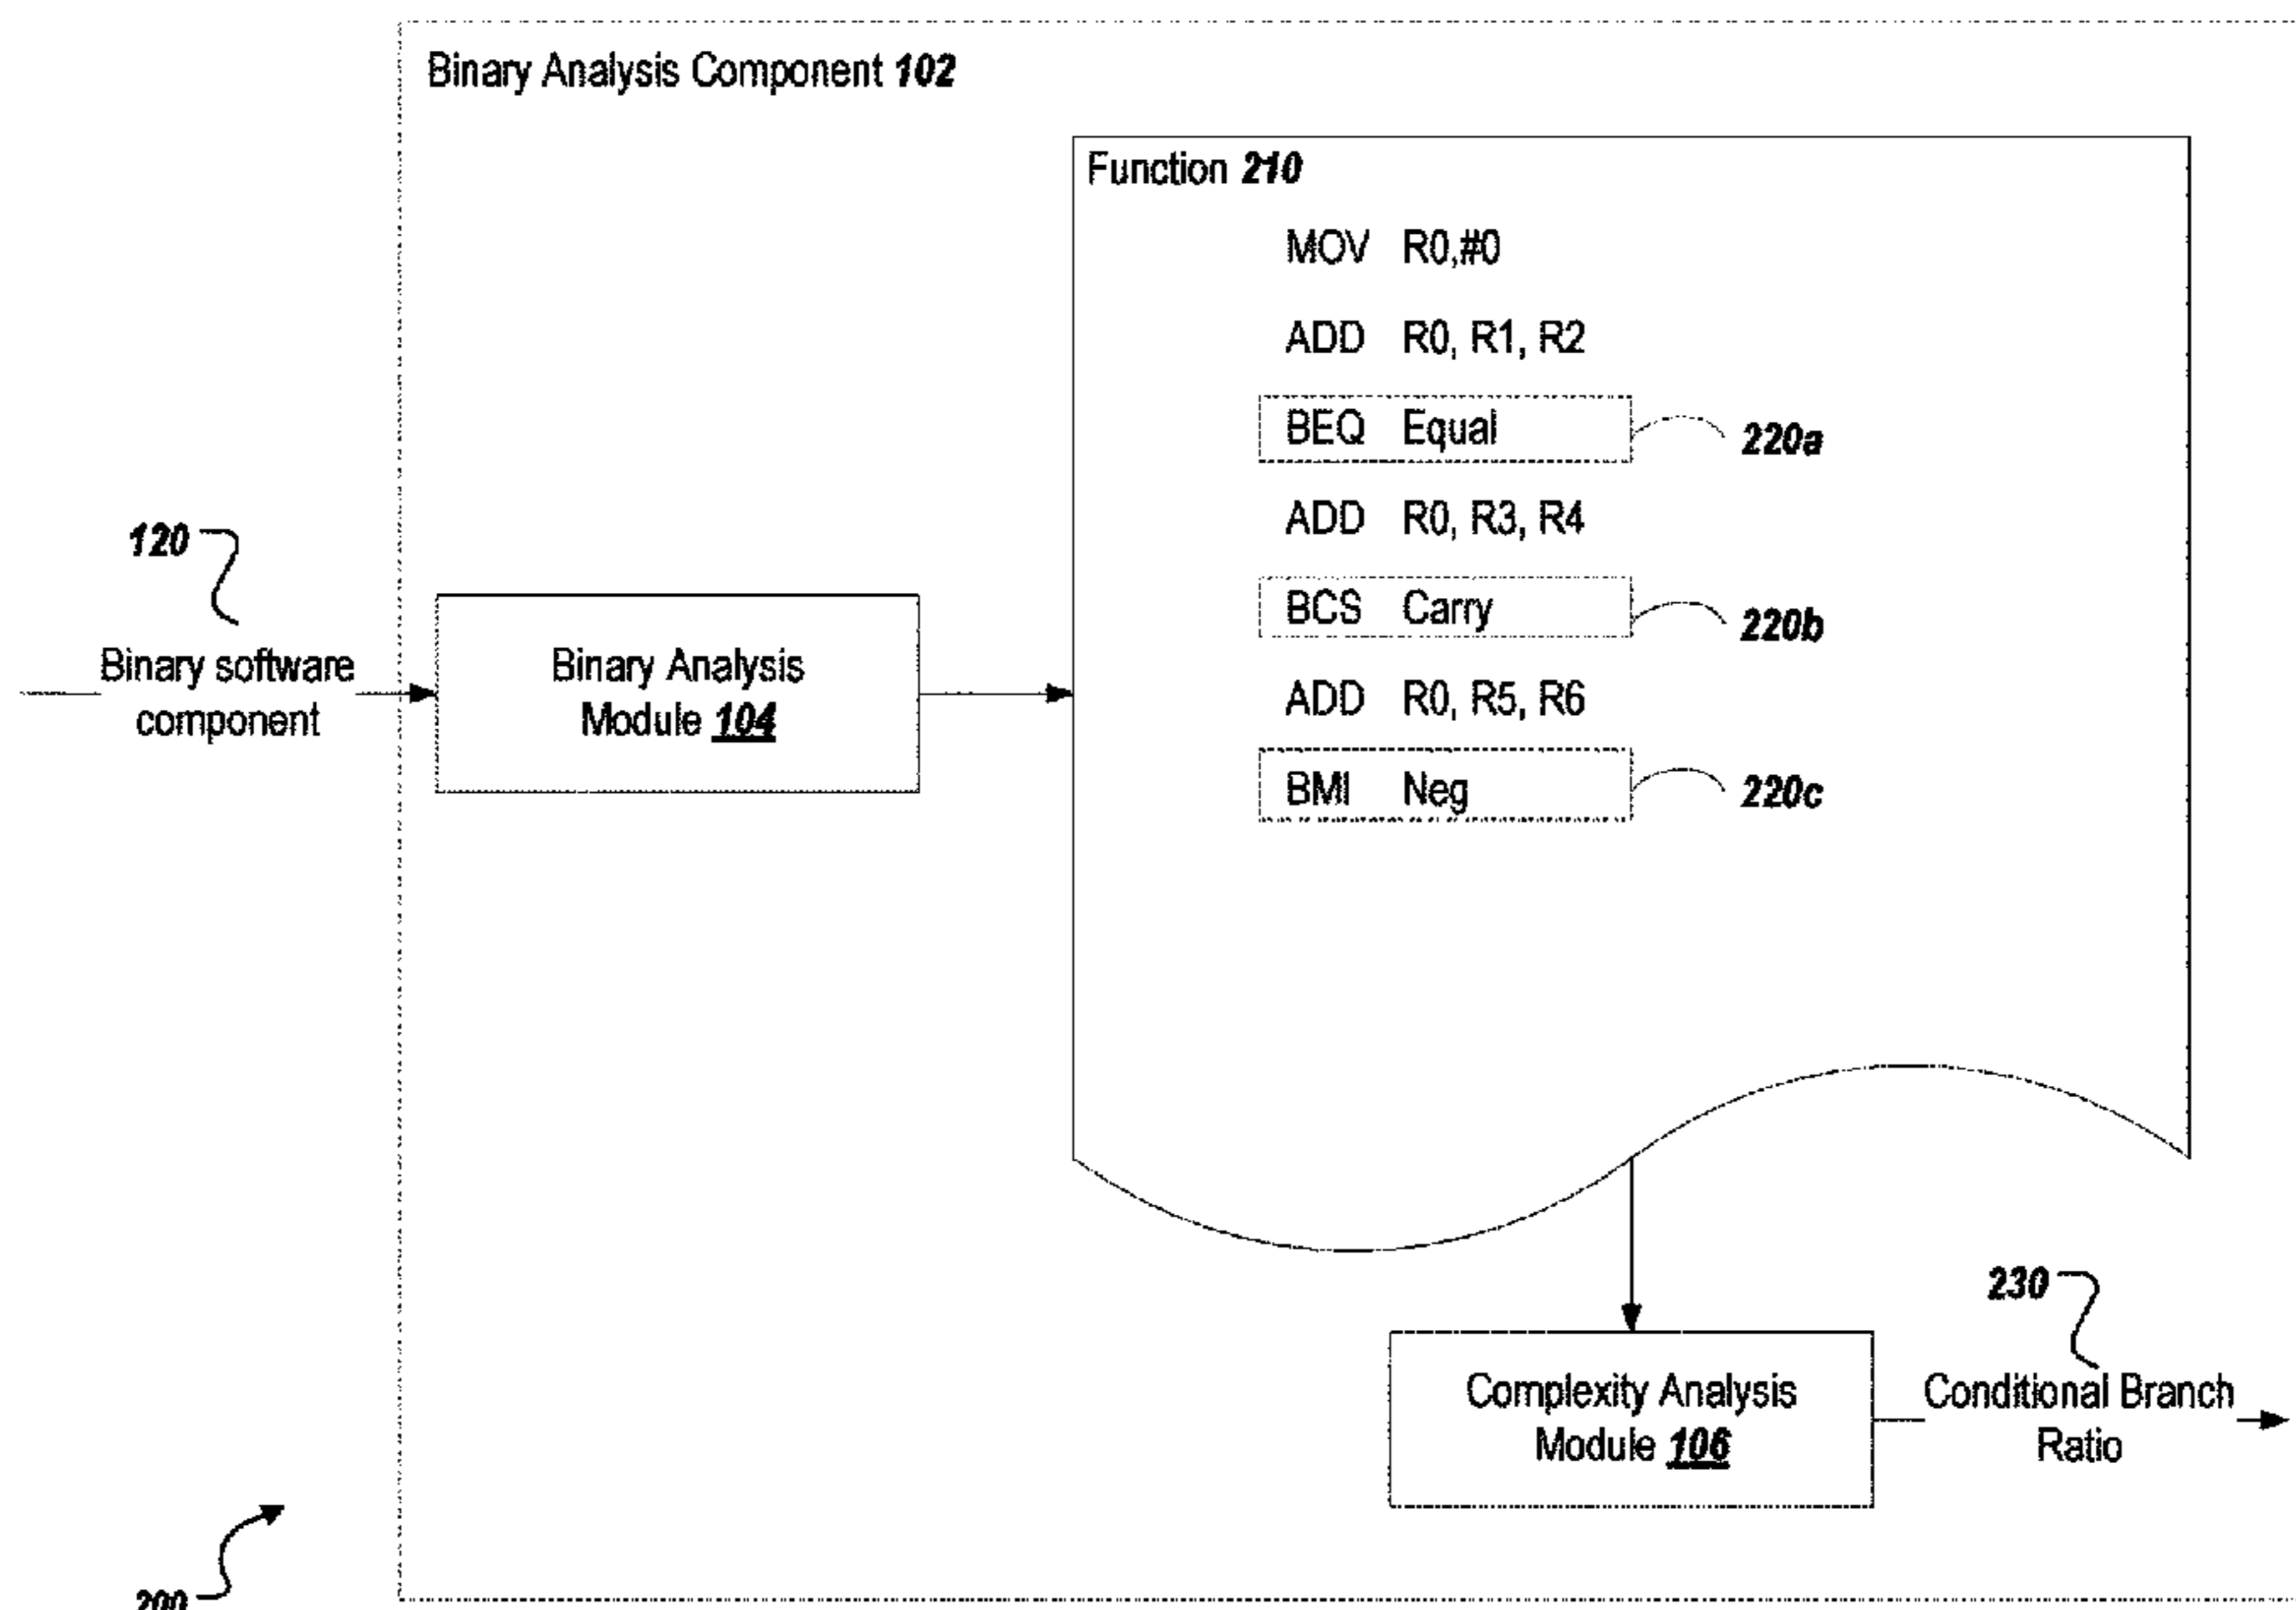 Binary Analysis Component 102
Function 210
MOV R0,#0
ADD R0, R1, R2
BEQ Equal
220a
ADD R0, R3, R4
BCS Carry
220b
ADD R0, R5, R6
BMI Neg
220c
120
Binary software
component
Binary Analysis
Module 104
230
Complexity Analysis
Module 106
Conditional Branch
Ratio
200